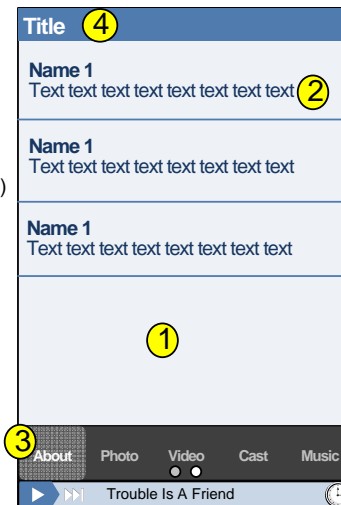 Title 4
Name 1
Text text text text text text text text 2
Name 1
Text text text text text text text text
)
Name 1
Text text text text text text text text
1
3
About Photo Video Cast Music
Trouble Is A Friend